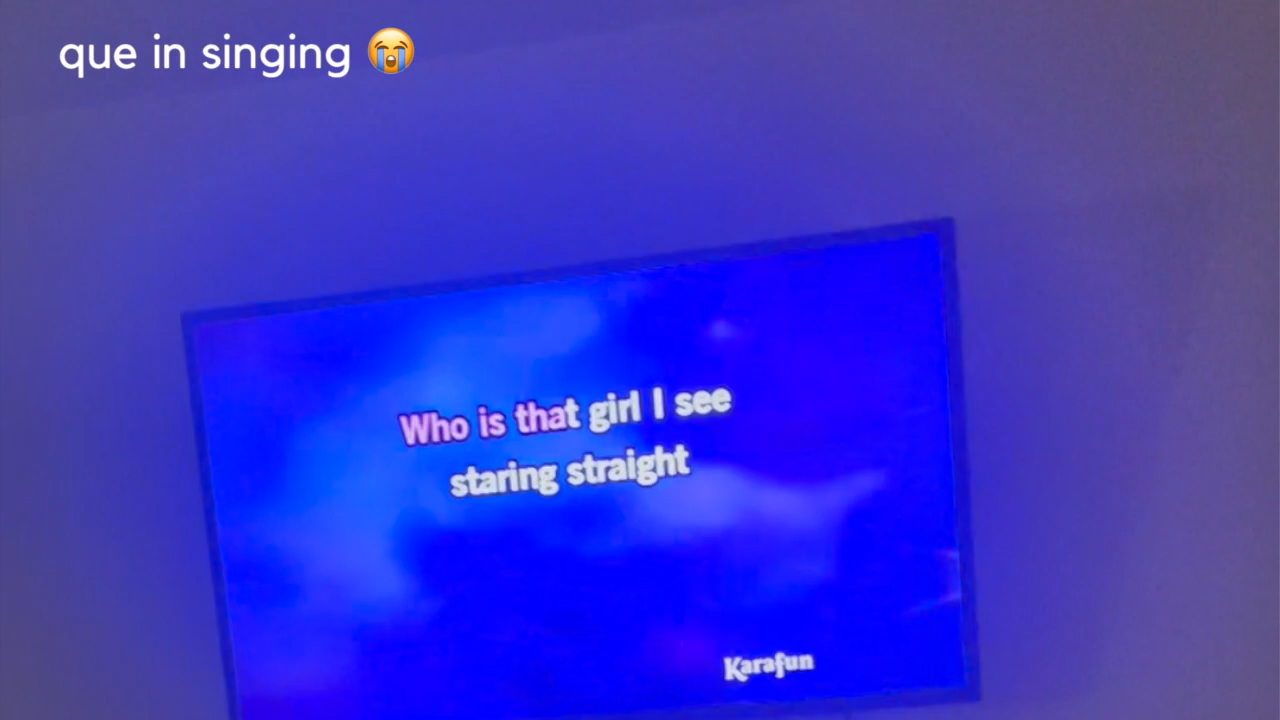 que in singing 😭
Who is that girl I see
staring straight
Karafun